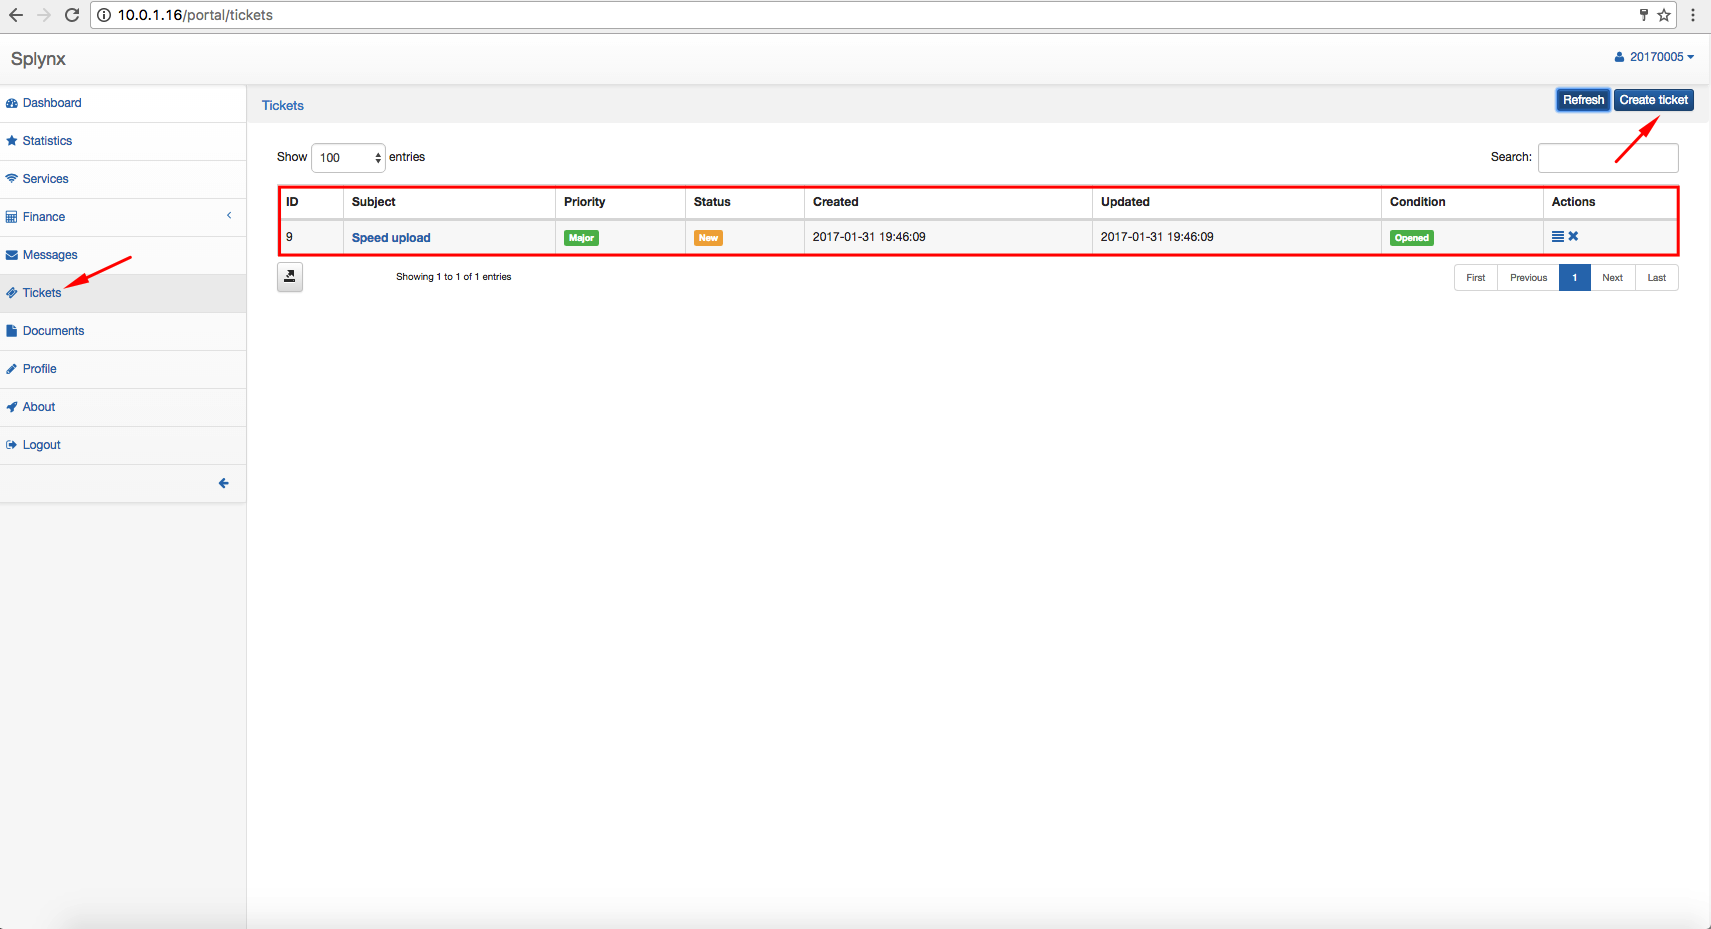 10.0.1.16/portal/tickets
Splynx
20170005
Dashboard
Statistics
Services
Finance
Messages
Tickets
Documents
Profile
About
Logout
Tickets
Refresh Create ticket
Show 100 entries
Search:
ID Subject Priority Status Created Updated Condition Actions
9 Speed upload Major New 2017-01-31 19:46:09 2017-01-31 19:46:09 Opened
Showing 1 to 1 of 1 entries
First Previous 1 Next Last